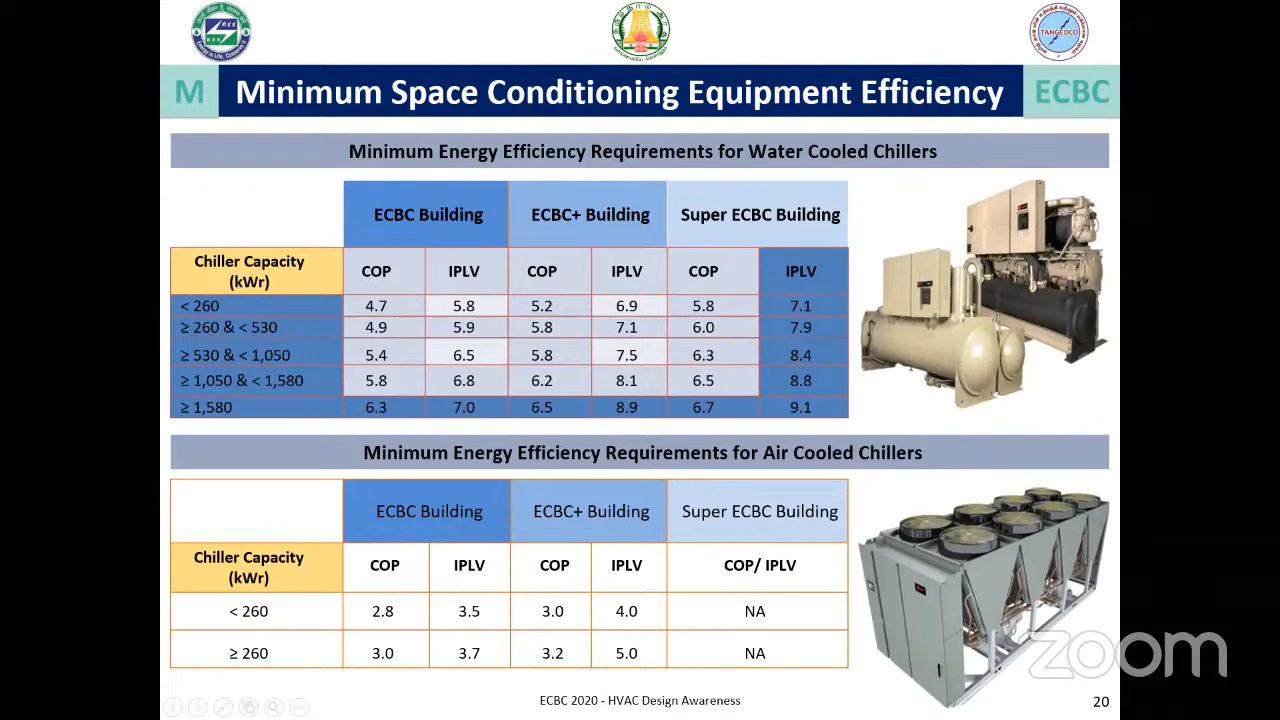 TANGEDCO
M Minimum Space Conditioning Equipment Efficiency ECBC
Minimum Energy Efficiency Requirements for Water Cooled Chillers
ECBC Building ECBC+ Building Super ECBC Building
Chiller Capacity
(kWr) COP IPLV COP IPLV COP IPLV
< 260 4.7 5.8 5.2 6.9 5.8 7.1
≥ 260 & < 530 4.9 5.9 5.8 7.1 6.0 7.9
≥ 530 & < 1,050 5.4 6.5 5.8 7.5 6.3 8.4
≥ 1,050 & < 1,580 5.8 6.8 6.2 8.1 6.5 8.8
≥ 1,580 6.3 7.0 6.5 8.9 6.7 9.1
Minimum Energy Efficiency Requirements for Air Cooled Chillers
ECBC Building ECBC+ Building Super ECBC Building
Chiller Capacity
(kWr) COP IPLV COP IPLV COP/ IPLV
< 260 2.8 3.5 3.0 4.0 NA
≥ 260 3.0 3.7 3.2 5.0 NA
zoom
ECBC 2020 - HVAC Design Awareness 20